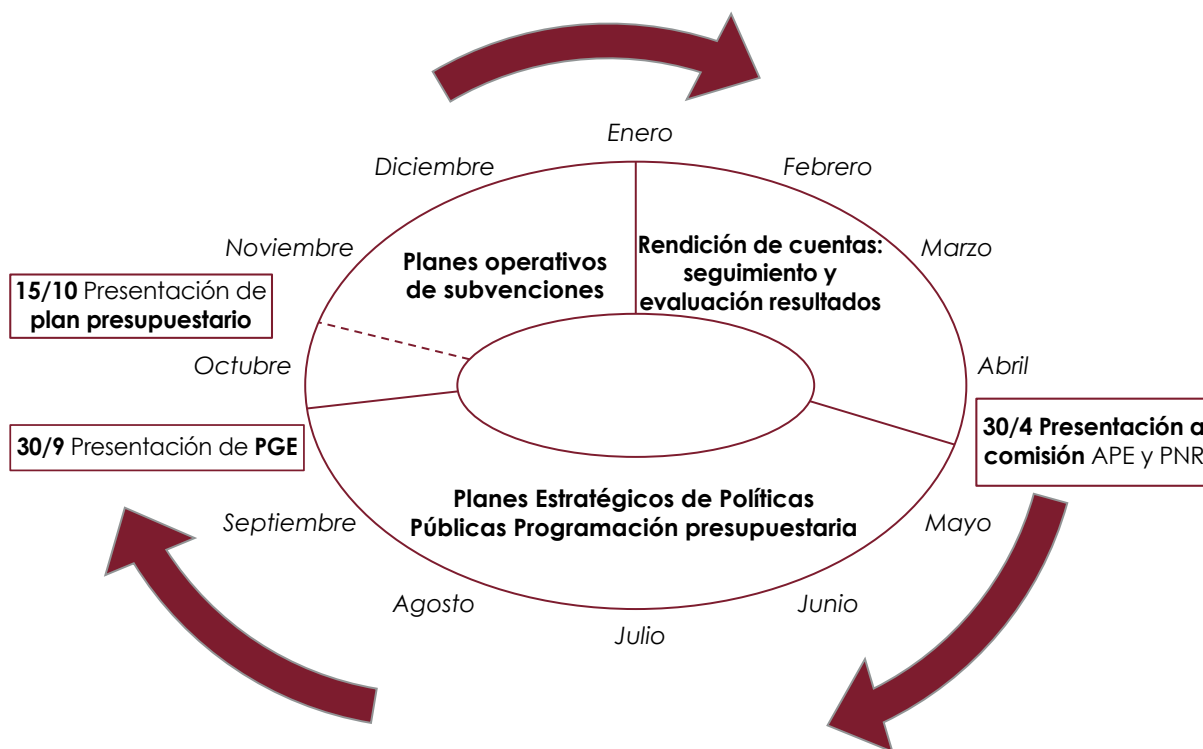 Enero
Diciembre
Febrero
Noviembre
Marzo
Planes operativos
de subvenciones
Rendición de cuentas:
seguimiento y
evaluación resultados
15/10 Presentación de
plan presupuestario
Octubre
Abril
30/9 Presentación de PGE
30/4 Presentación a
comisión APE y PNR
Planes Estratégicos de Políticas
Públicas Programación presupuestaria
Septiembre
Mayo
Agosto
Junio
Julio